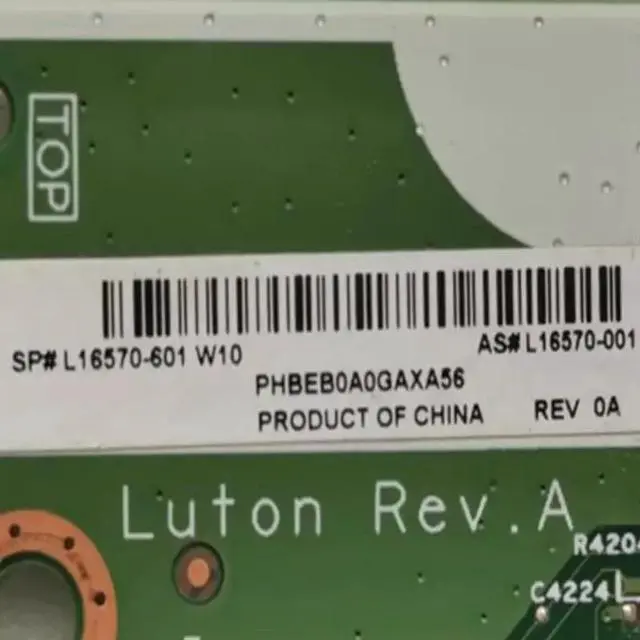 TOP
SP# L16570-601 W10
AS# L16570-001
PHBEB0A0GAXA56
PRODUCT OF CHINA
REV 0A
Luton Rev.A
R4204
C4224